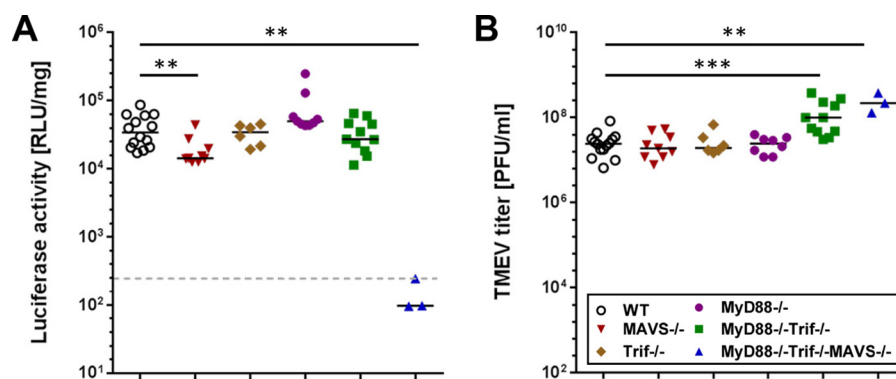 A
Luciferase activity [RLU/mg]
10⁶
10⁵
10⁴
10³
10²
10¹
**
**
B
TMEV titer [PFU/ml]
10¹⁰
10⁸
10⁶
10⁴
10²
**
***
WT
MAVS-/-
Trif-/-
MyD88-/-
MyD88-/-Trif-/-
MyD88-/-Trif-/-MAVS-/-